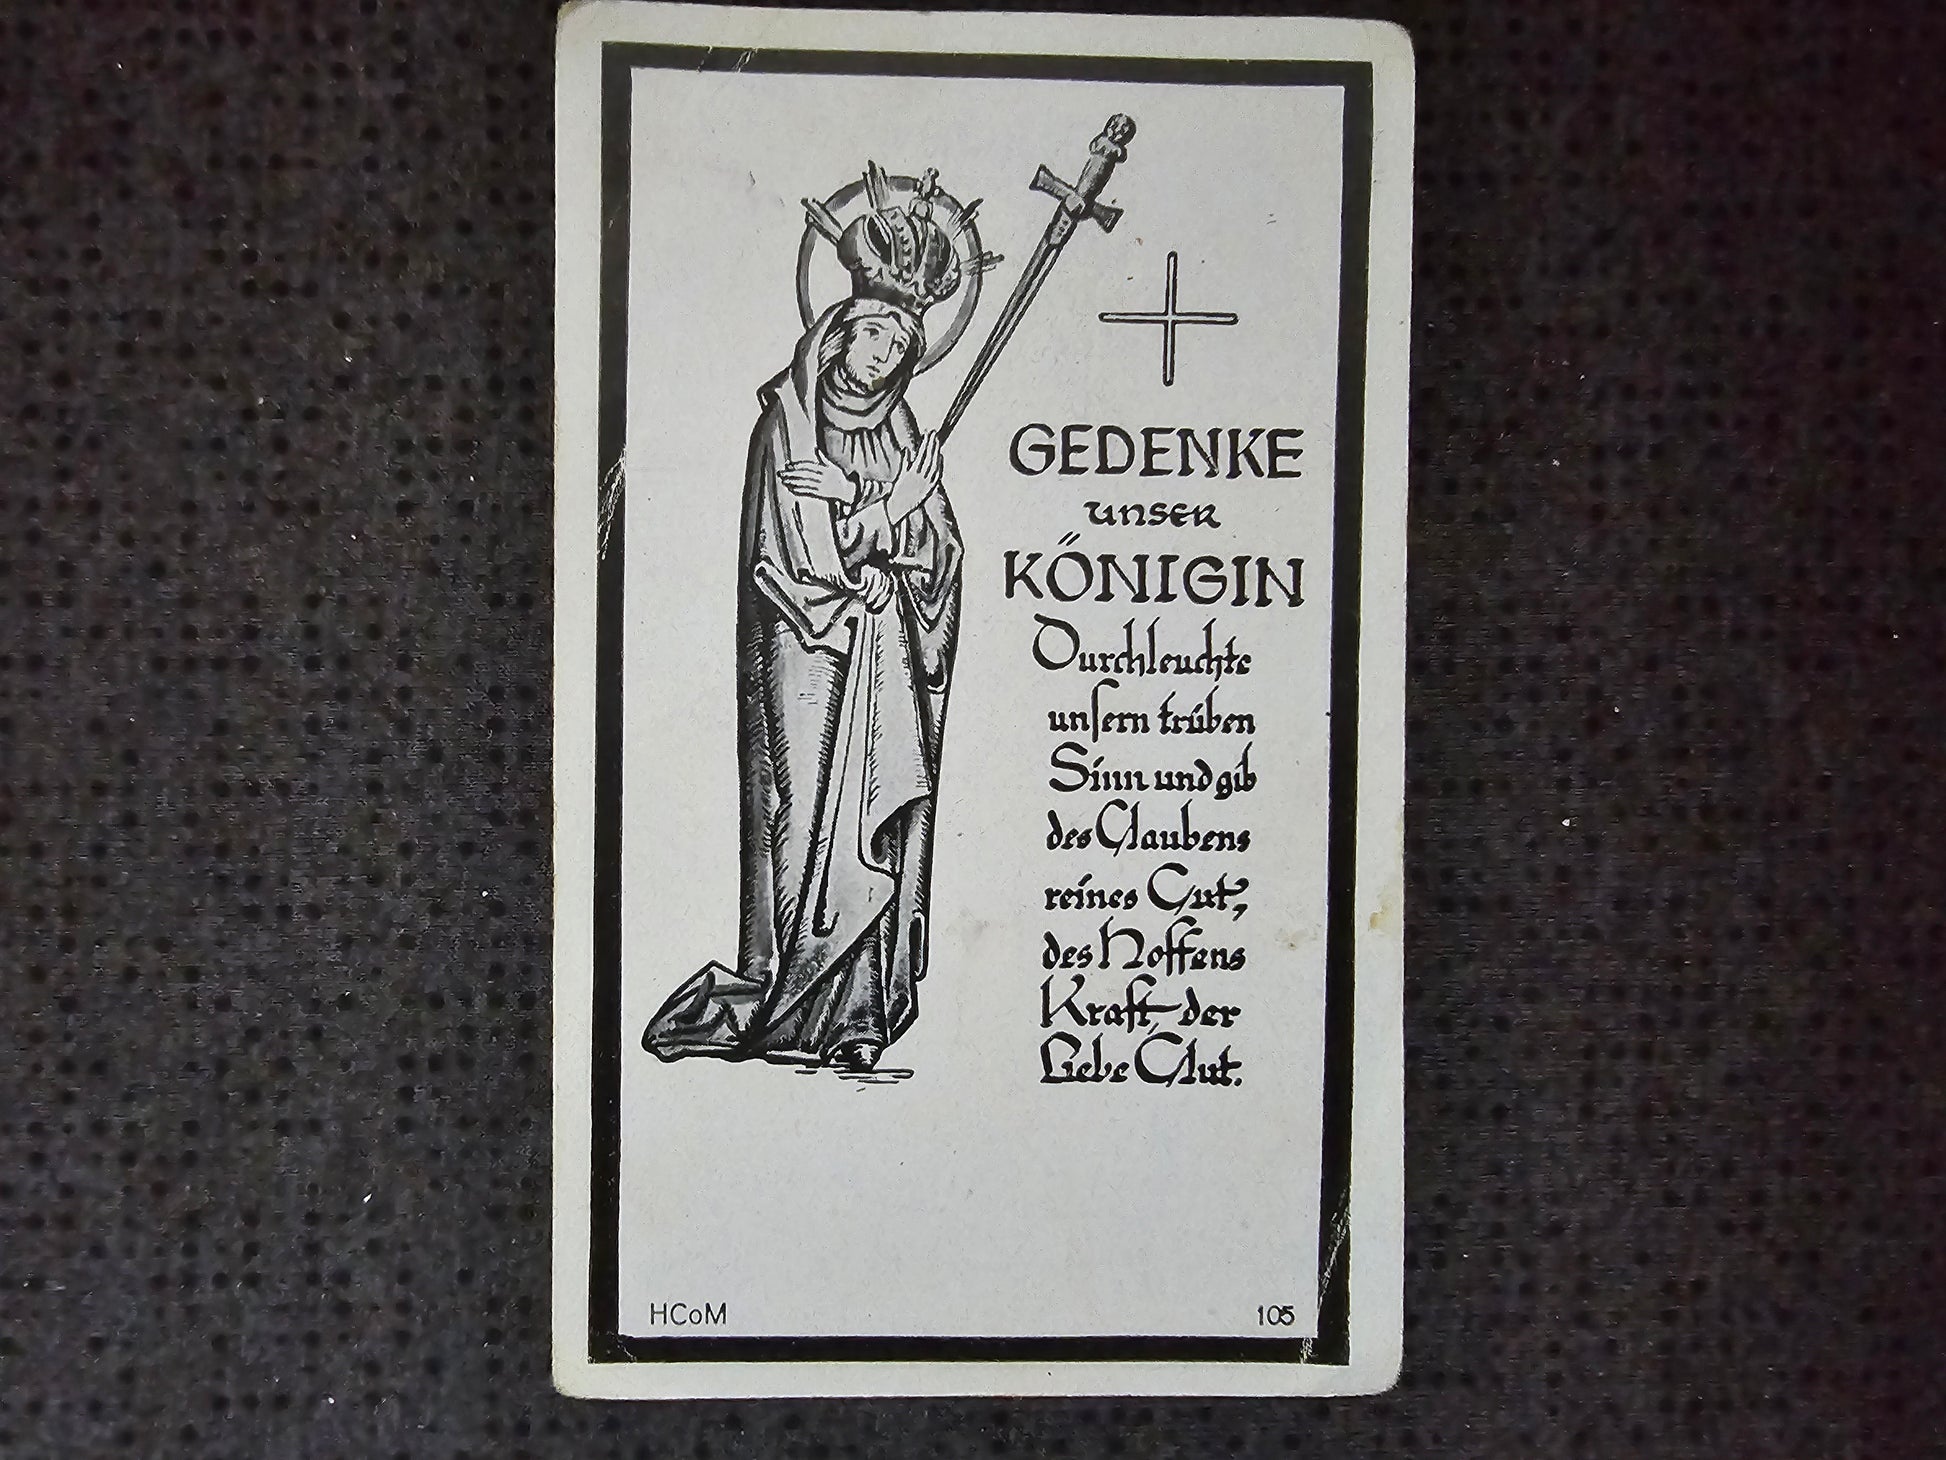 GEDENKE
unser
KÖNIGIN
Durchleuchte
unsern trüben
Sinn und gib
des Glaubens
reines Gut,
des Hoffens
Kraft, der
Liebe Glut.
HCoM
105